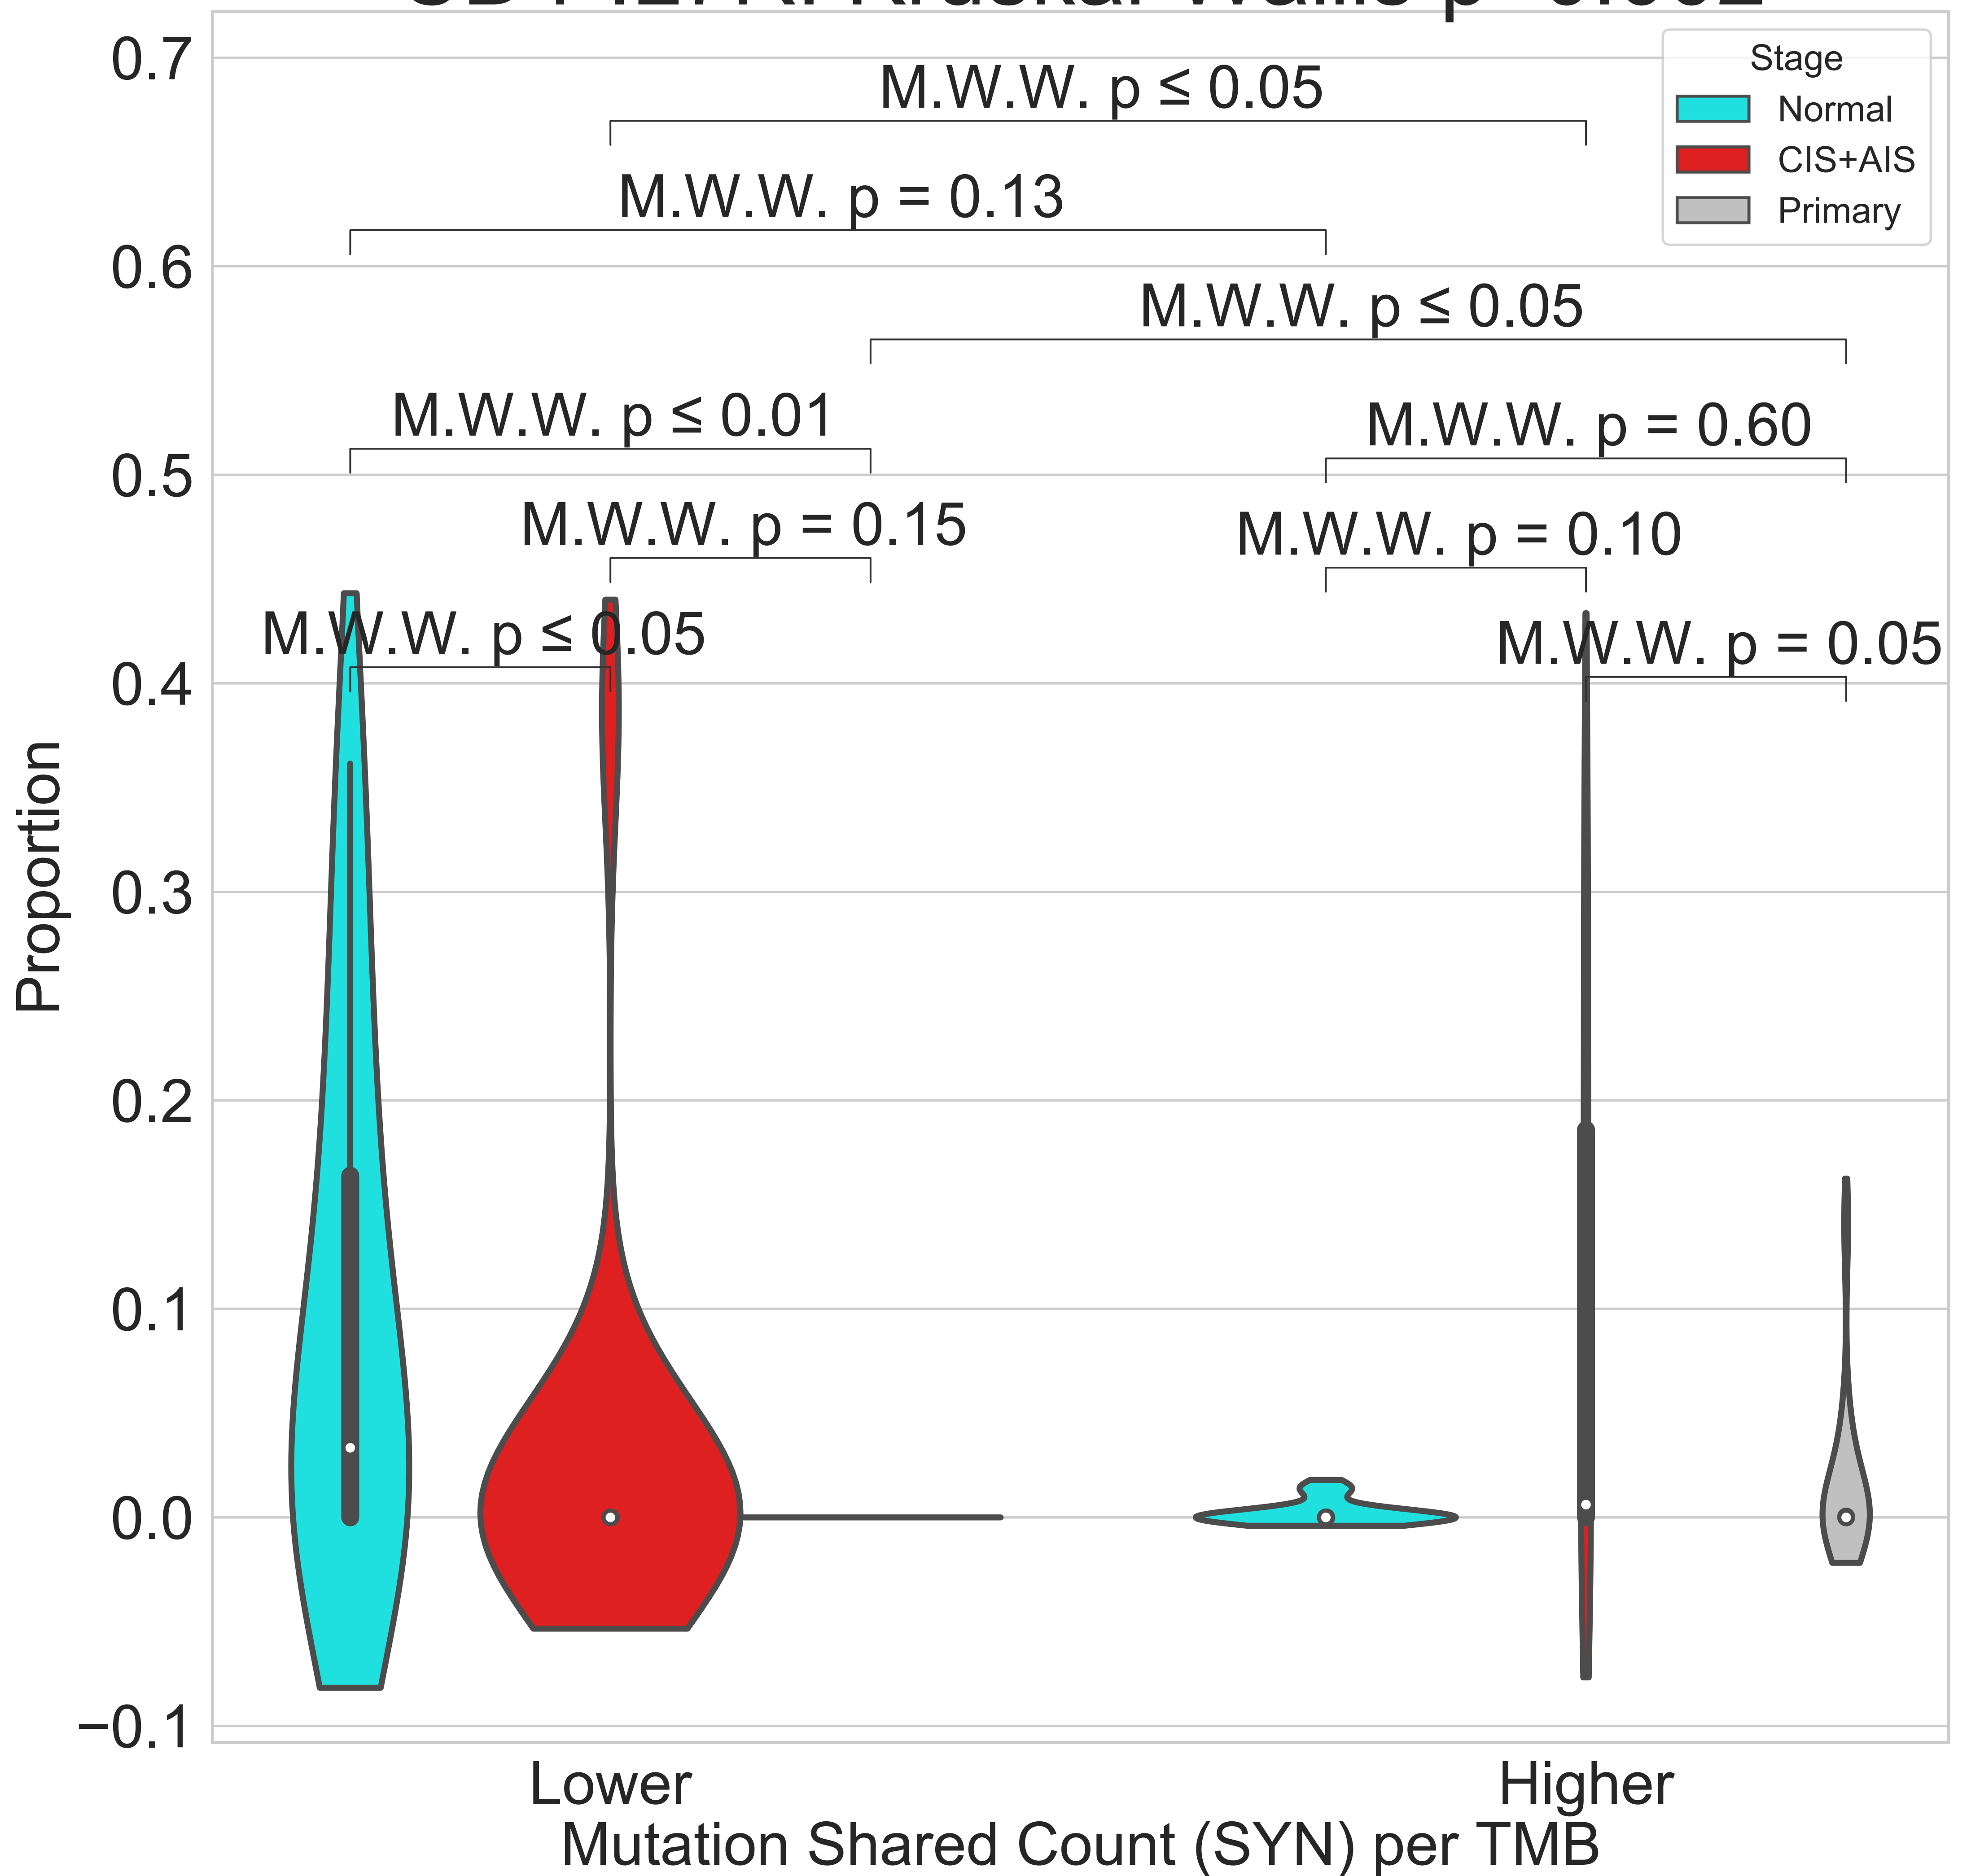 0.7
0.6
0.5
0.4
0.3
0.2
0.1
0.0
−0.1
Proportion
M.W.W. p ≤ 0.05
M.W.W. p = 0.13
M.W.W. p ≤ 0.05
M.W.W. p ≤ 0.01
M.W.W. p = 0.60
M.W.W. p = 0.15
M.W.W. p = 0.10
M.W.W. p ≤ 0.05
M.W.W. p = 0.05
Stage
Normal
CIS+AIS
Primary
Lower
Higher
Mutation Shared Count (SYN) per TMB